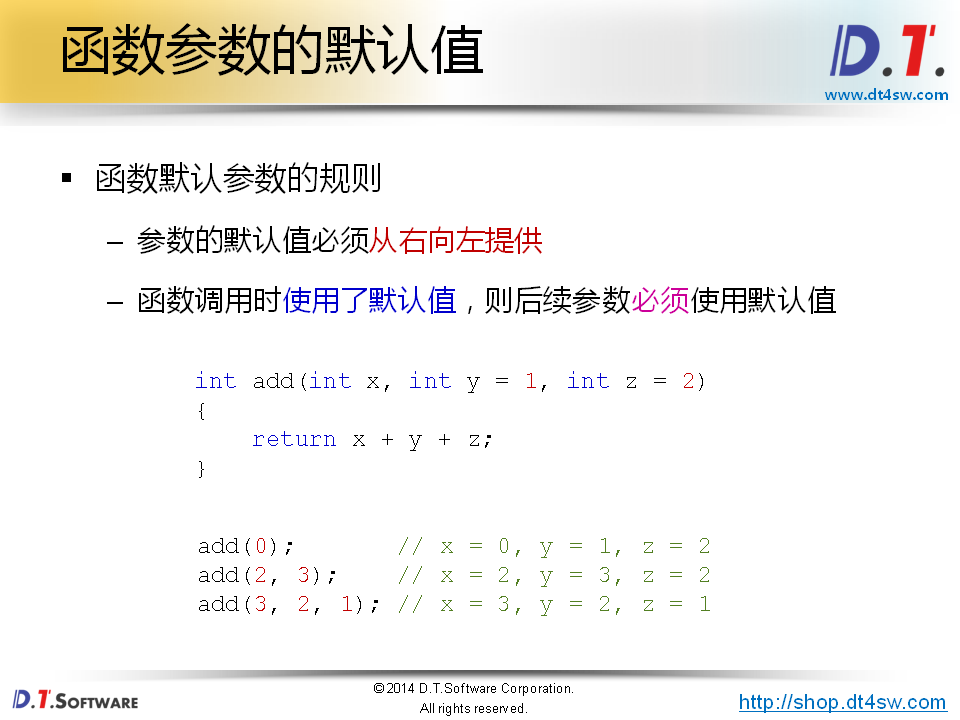 函数参数的默认值
D.T.
www.dt4sw.com
▪ 函数默认参数的规则
– 参数的默认值必须从右向左提供
– 函数调用时使用了默认值，则后续参数必须使用默认值
int add(int x, int y = 1, int z = 2)
{
    return x + y + z;
}
add(0);       // x = 0, y = 1, z = 2
add(2, 3);    // x = 2, y = 3, z = 2
add(3, 2, 1); // x = 3, y = 2, z = 1
D.T.SOFTWARE
©2014 D.T.Software Corporation.
All rights reserved.
http://shop.dt4sw.com